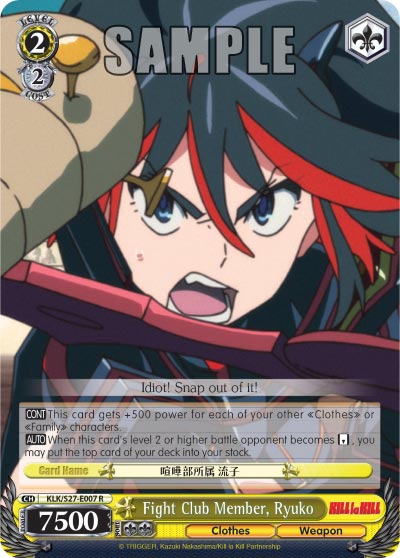 LEVEL
2
2
COST
SAMPLE
Idiot! Snap out of it!
CONT This card gets +500 power for each of your other «Clothes» or
«Family» characters.
AUTO When this card's level 2 or higher battle opponent becomes [▼], you
may put the top card of your deck into your stock.
Card Name 喧嘩部所属 流子
CH KLK/S27-E007 R
Fight Club Member, Ryuko
KILL la KILL
POWER
7500
SOUL
Clothes
Weapon
© TRIGGER, Kazuki Nakashima/Kill la Kill Partnership